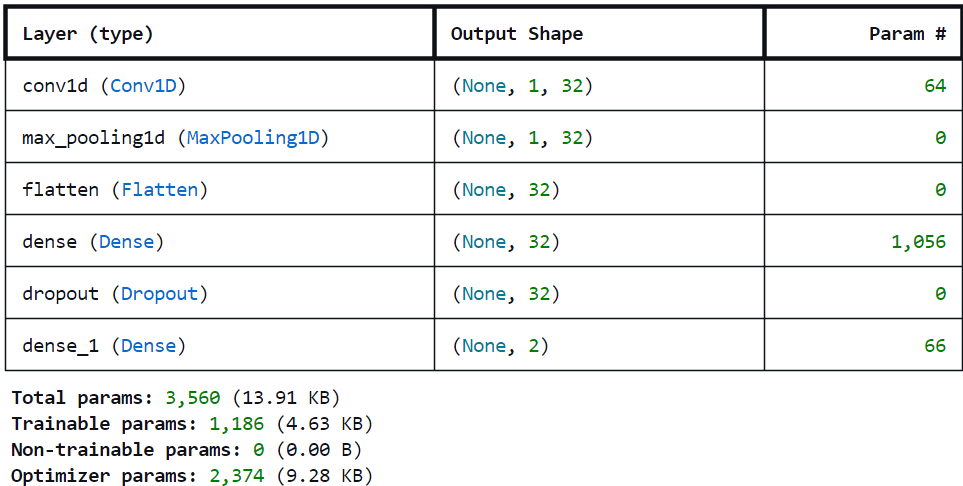 Layer (type) Output Shape Param #
conv1d (Conv1D) (None, 1, 32) 64
max_pooling1d (MaxPooling1D) (None, 1, 32) 0
flatten (Flatten) (None, 32) 0
dense (Dense) (None, 32) 1,056
dropout (Dropout) (None, 32) 0
dense_1 (Dense) (None, 2) 66
Total params: 3,560 (13.91 KB)
Trainable params: 1,186 (4.63 KB)
Non-trainable params: 0 (0.00 B)
Optimizer params: 2,374 (9.28 KB)